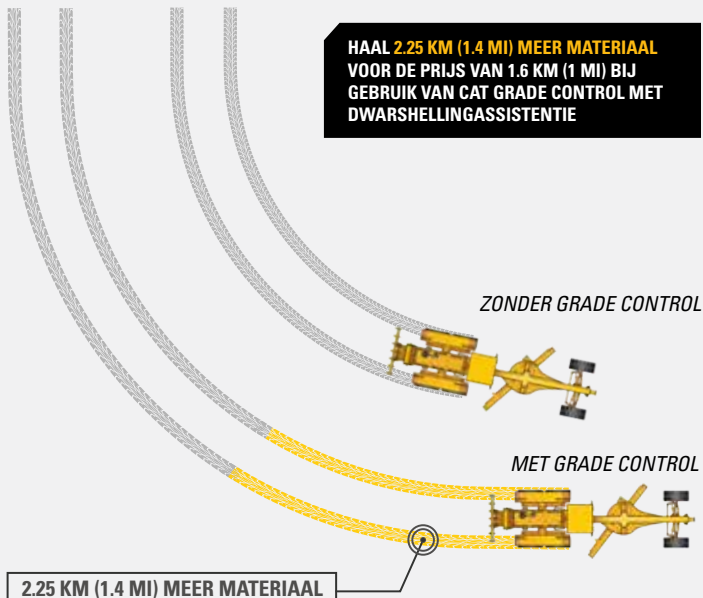 HAAL 2.25 KM (1.4 MI) MEER MATERIAAL
VOOR DE PRIJS VAN 1.6 KM (1 MI) BIJ
GEBRUIK VAN CAT GRADE CONTROL MET
DWARSHELLINGASSISTENTIE
ZONDER GRADE CONTROL
MET GRADE CONTROL
2.25 KM (1.4 MI) MEER MATERIAAL